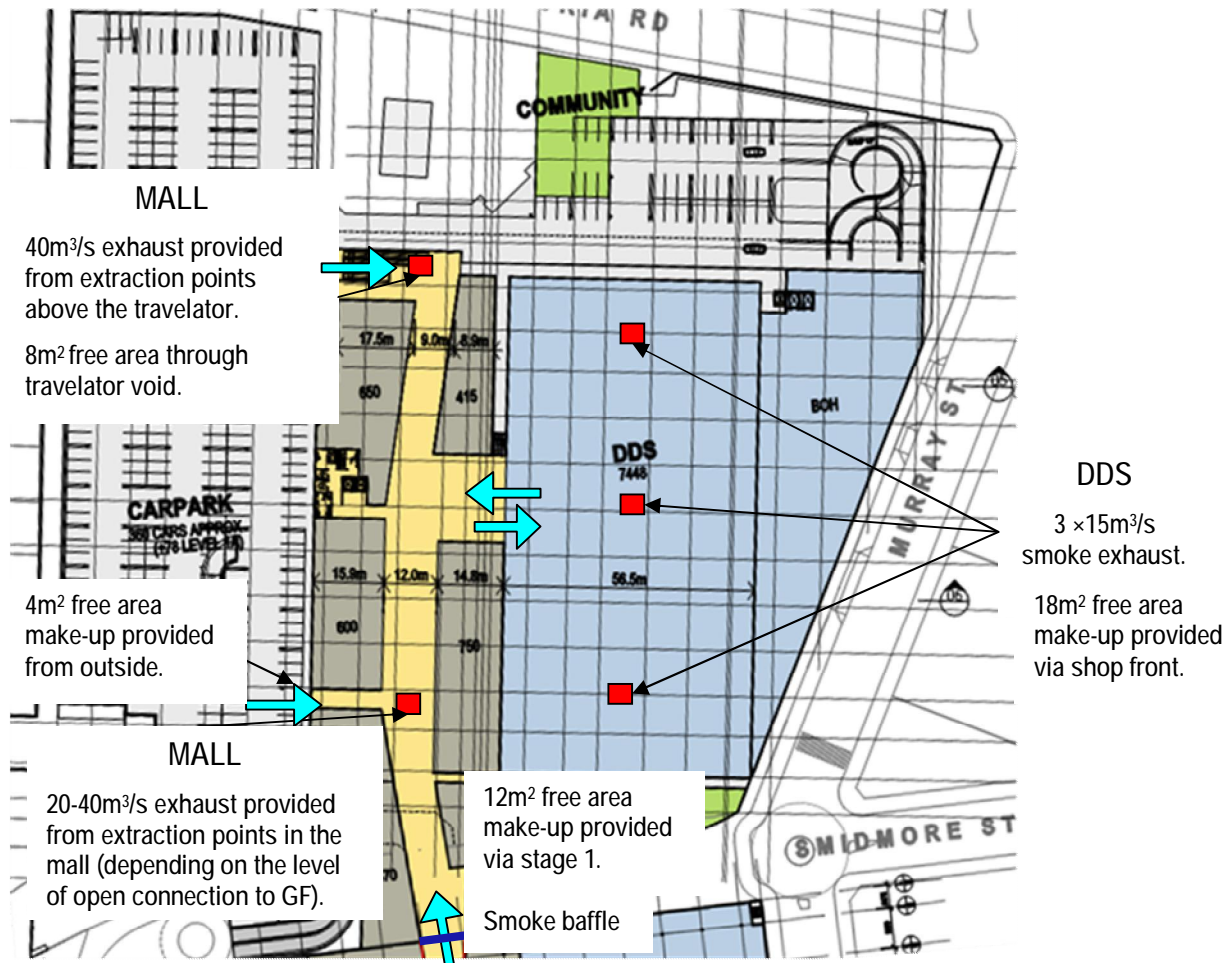 RIA RD
COMMUNITY
MALL
40m³/s exhaust provided
from extraction points
above the travelator.
8m² free area through
travelator void.
17.5m
9.0m
8.9m
650
415
BOH
DDS
7448
MURRAY ST
CARPARK
360 CARS APPROX.
DDS
3 ×15m³/s
smoke exhaust.
18m² free area
make-up provided
via shop front.
15.9m
12.0m
14.8m
56.5m
600
750
4m² free area
make-up provided
from outside.
MALL
20-40m³/s exhaust provided
from extraction points in the
mall (depending on the level
of open connection to GF).
12m² free area
make-up provided
via stage 1.
Smoke baffle
SMIDMORE ST